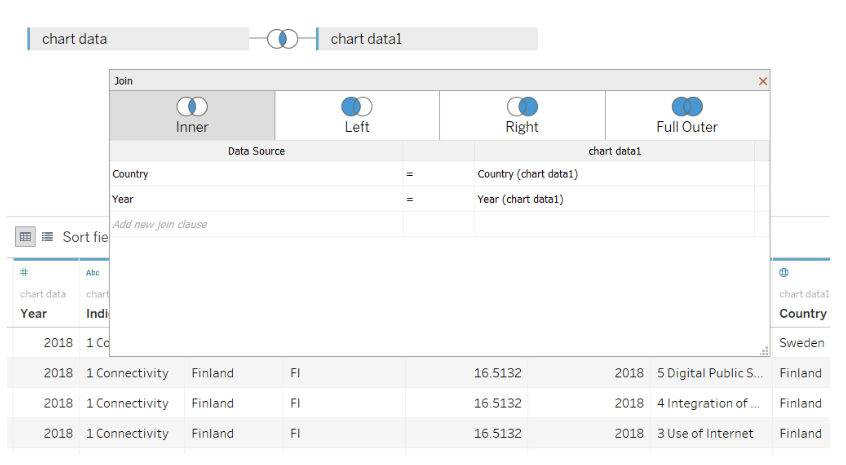 chart data chart data1
Join
Inner Left Right Full Outer
Data Source chart data1
Country = Country (chart data1)
Year = Year (chart data1)
Add new join clause
Sort fie
# Abc
chart data chart chart data1
Year Indi Country
2018 1 Co Sweden
2018 1 Connectivity Finland FI 16.5132 2018 5 Digital Public S... Finland
2018 1 Connectivity Finland FI 16.5132 2018 4 Integration of ... Finland
2018 1 Connectivity Finland FI 16.5132 2018 3 Use of Internet Finland